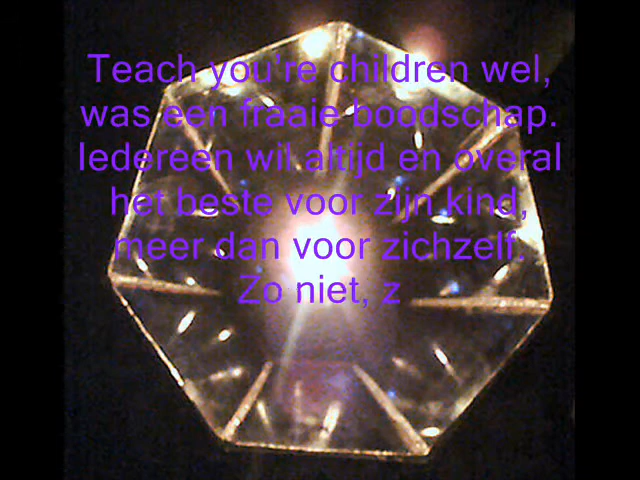 Teach you're children wel,
was een fraaie boodschap.
Iedereen wil altijd en overal
het beste voor zijn kind,
meer dan voor zichzelf.
Zo niet, z